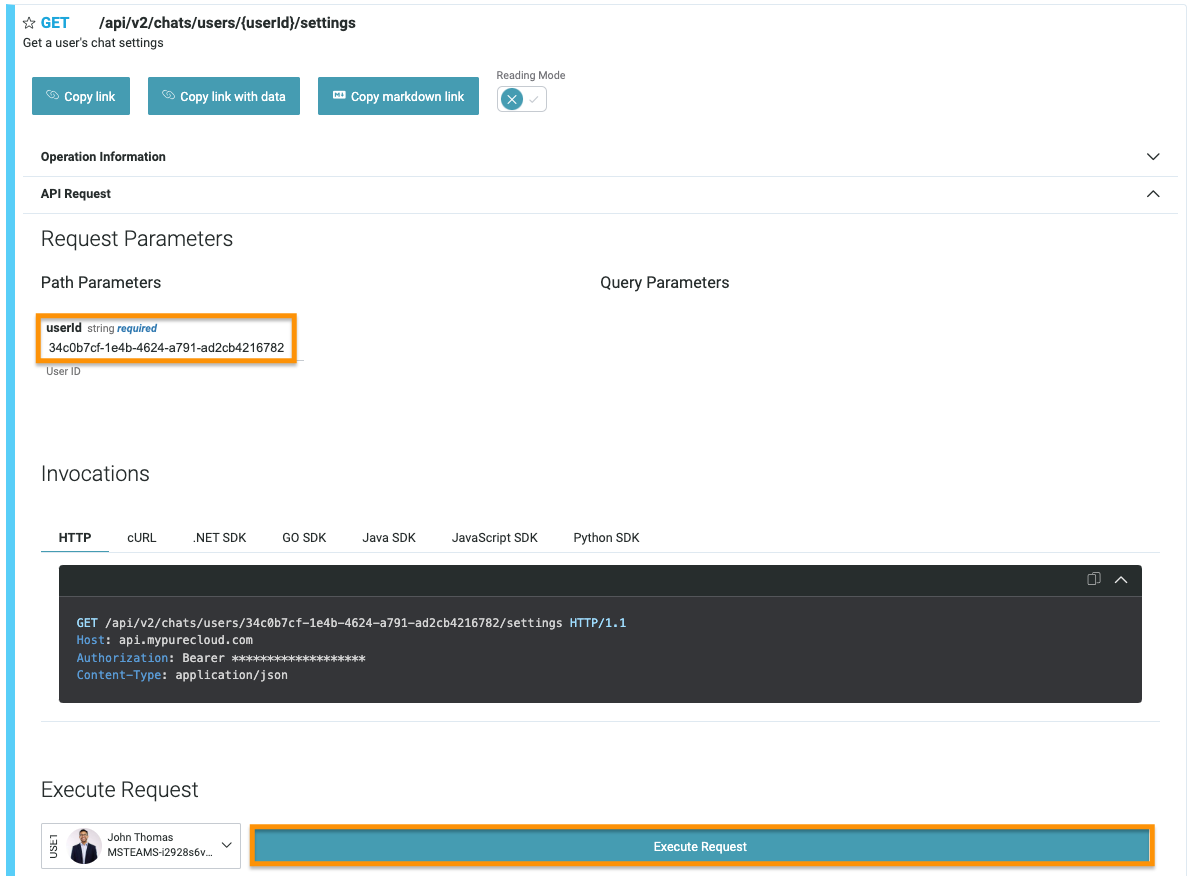 GET /api/v2/chats/users/{userId}/settings
Get a user's chat settings
Copy link
Copy link with data
Copy markdown link
Reading Mode
Operation Information
API Request
Request Parameters
Path Parameters
Query Parameters
userId string required
34c0b7cf-1e4b-4624-a791-ad2cb4216782
User ID
Invocations
HTTP cURL .NET SDK GO SDK Java SDK JavaScript SDK Python SDK
GET /api/v2/chats/users/34c0b7cf-1e4b-4624-a791-ad2cb4216782/settings HTTP/1.1
Host: api.mypurecloud.com
Authorization: Bearer *******************
Content-Type: application/json
Execute Request
USE1
John Thomas
MSTEAMS-i2928s6v...
Execute Request